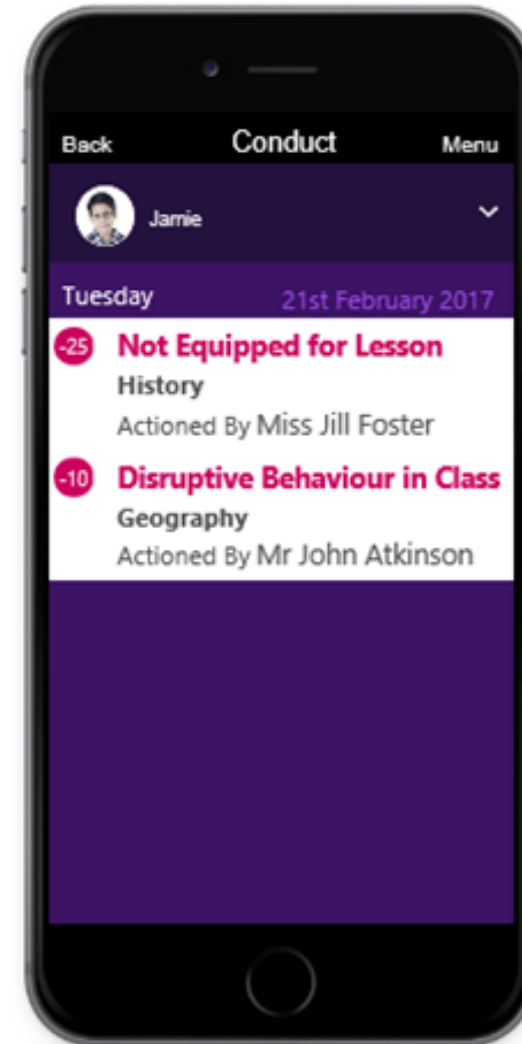 Back Conduct Menu
Jamie
Tuesday 21st February 2017
-25 Not Equipped for Lesson
History
Actioned By Miss Jill Foster
-10 Disruptive Behaviour in Class
Geography
Actioned By Mr John Atkinson